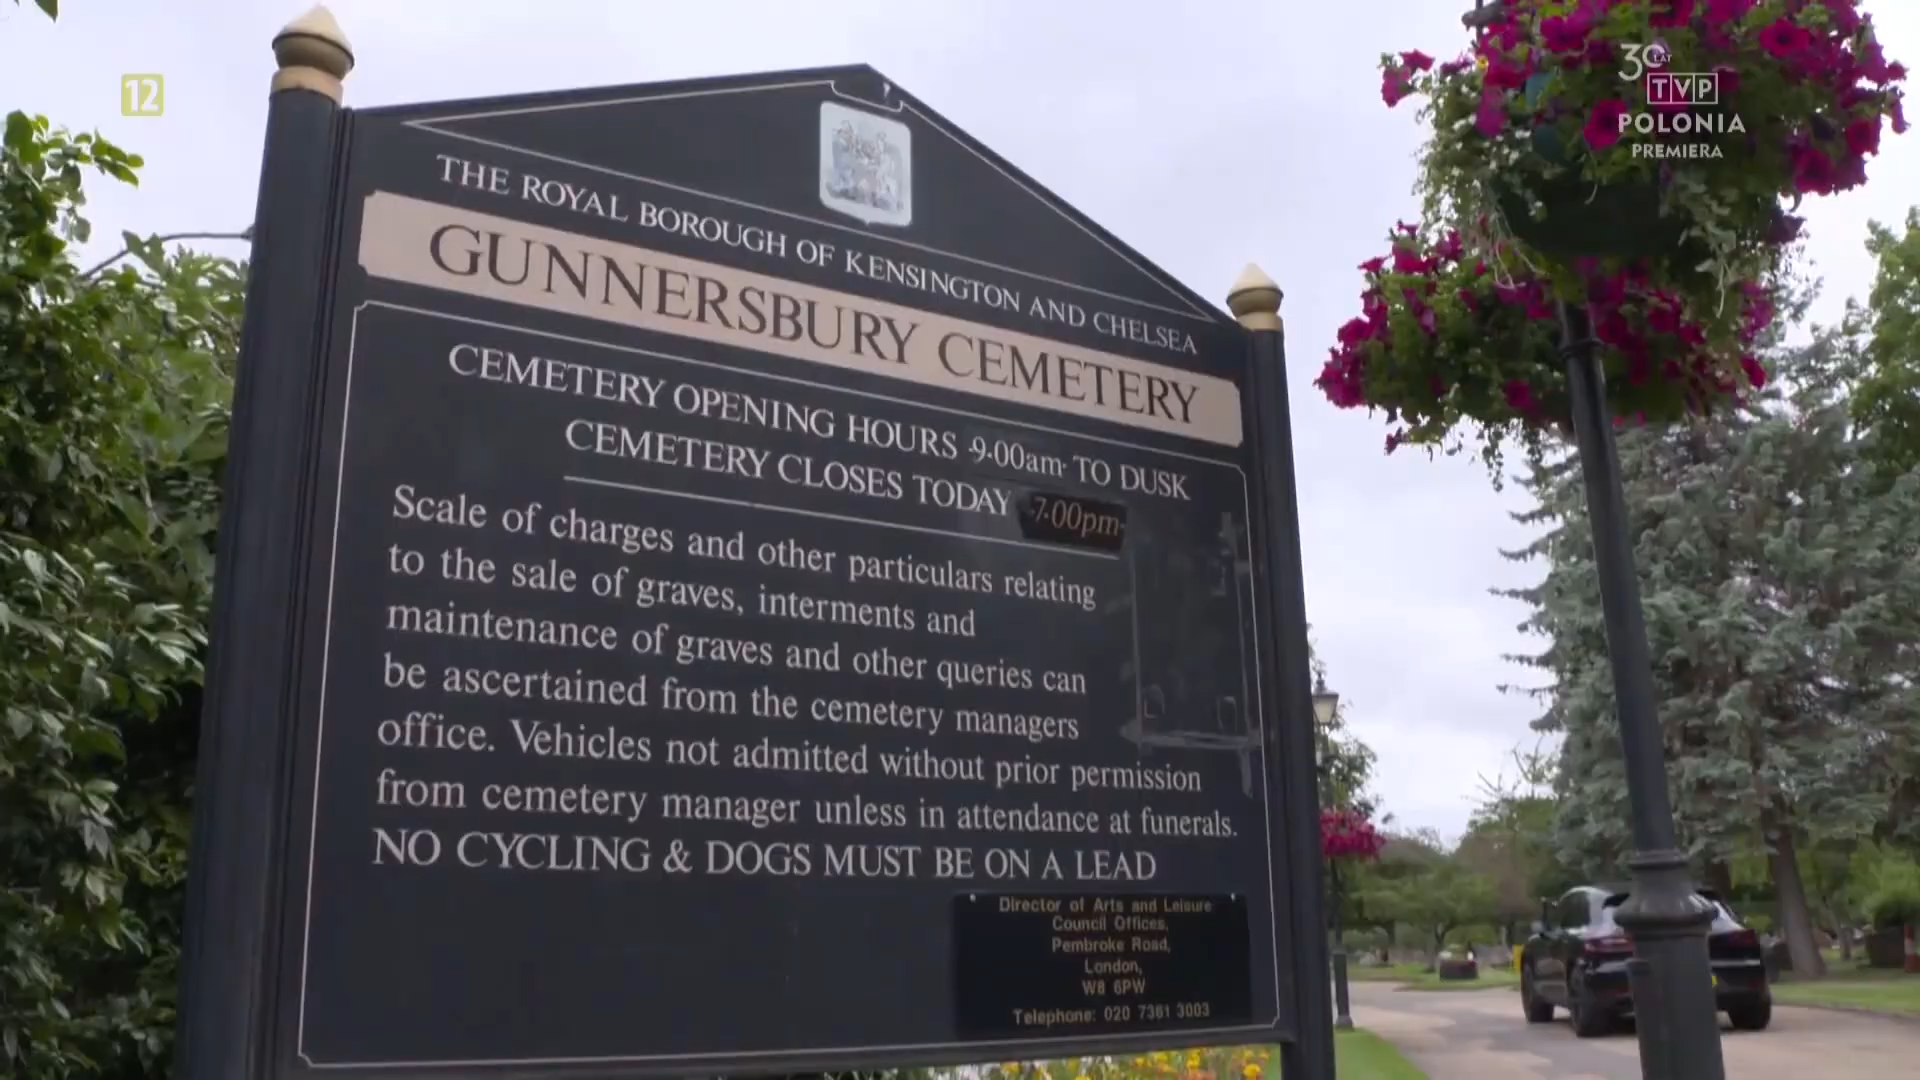 12
30 LAT
TVP
POLONIA
PREMIERA
THE ROYAL BOROUGH OF KENSINGTON AND CHELSEA
GUNNERSBURY CEMETERY
CEMETERY OPENING HOURS 9.00am TO DUSK
CEMETERY CLOSES TODAY 7.00pm
Scale of charges and other particulars relating
to the sale of graves, interments and
maintenance of graves and other queries can
be ascertained from the cemetery managers
office. Vehicles not admitted without prior permission
from cemetery manager unless in attendance at funerals.
NO CYCLING & DOGS MUST BE ON A LEAD
Director of Arts and Leisure
Council Offices,
Pembroke Road,
London,
W8 6PW
Telephone: 020 7361 3003